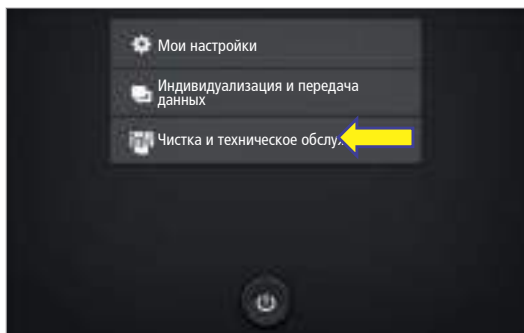 Мои настройки
Индивидуализация и передача
данных
Чистка и техническое обслу